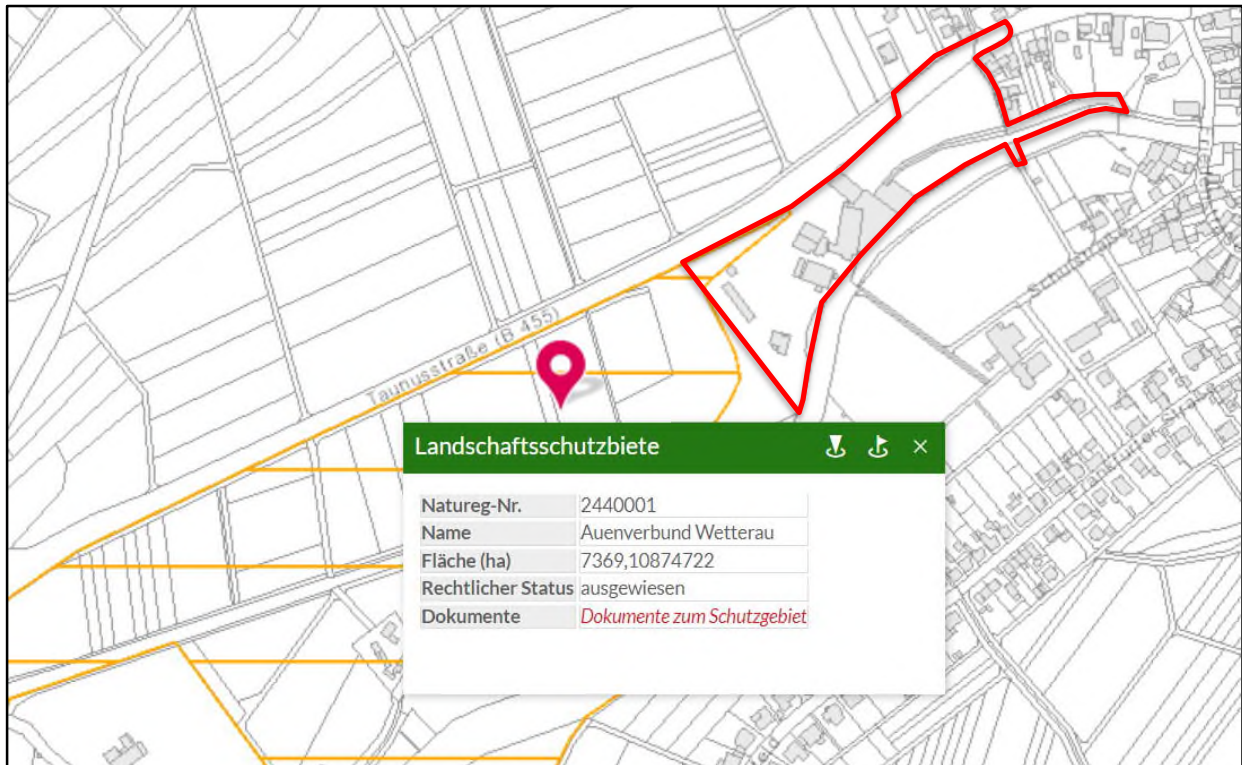 Taunusstraße (B 455)
Landschaftsschutzbiete
Natureg-Nr. 2440001
Name Auenverbund Wetterau
Fläche (ha) 7369,10874722
Rechtlicher Status ausgewiesen
Dokumente Dokumente zum Schutzgebiet